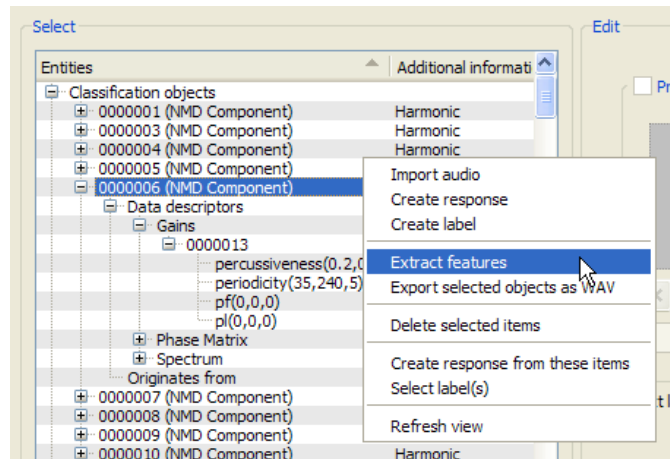 Select
Edit
Entities
Additional informati
Classification objects
0000001 (NMD Component) Harmonic
0000003 (NMD Component) Harmonic
0000004 (NMD Component) Harmonic
0000005 (NMD Component)
0000006 (NMD Component)
Data descriptors
Gains
0000013
percussiveness(0.2,0
periodicity(35,240,5)
pf(0,0,0)
pl(0,0,0)
Phase Matrix
Spectrum
Originates from
0000007 (NMD Component)
0000008 (NMD Component)
0000009 (NMD Component)
0000010 (NMD Component) Harmonic
Import audio
Create response
Create label
Extract features
Export selected objects as WAV
Delete selected items
Create response from these items
Select label(s)
Refresh view
Pr